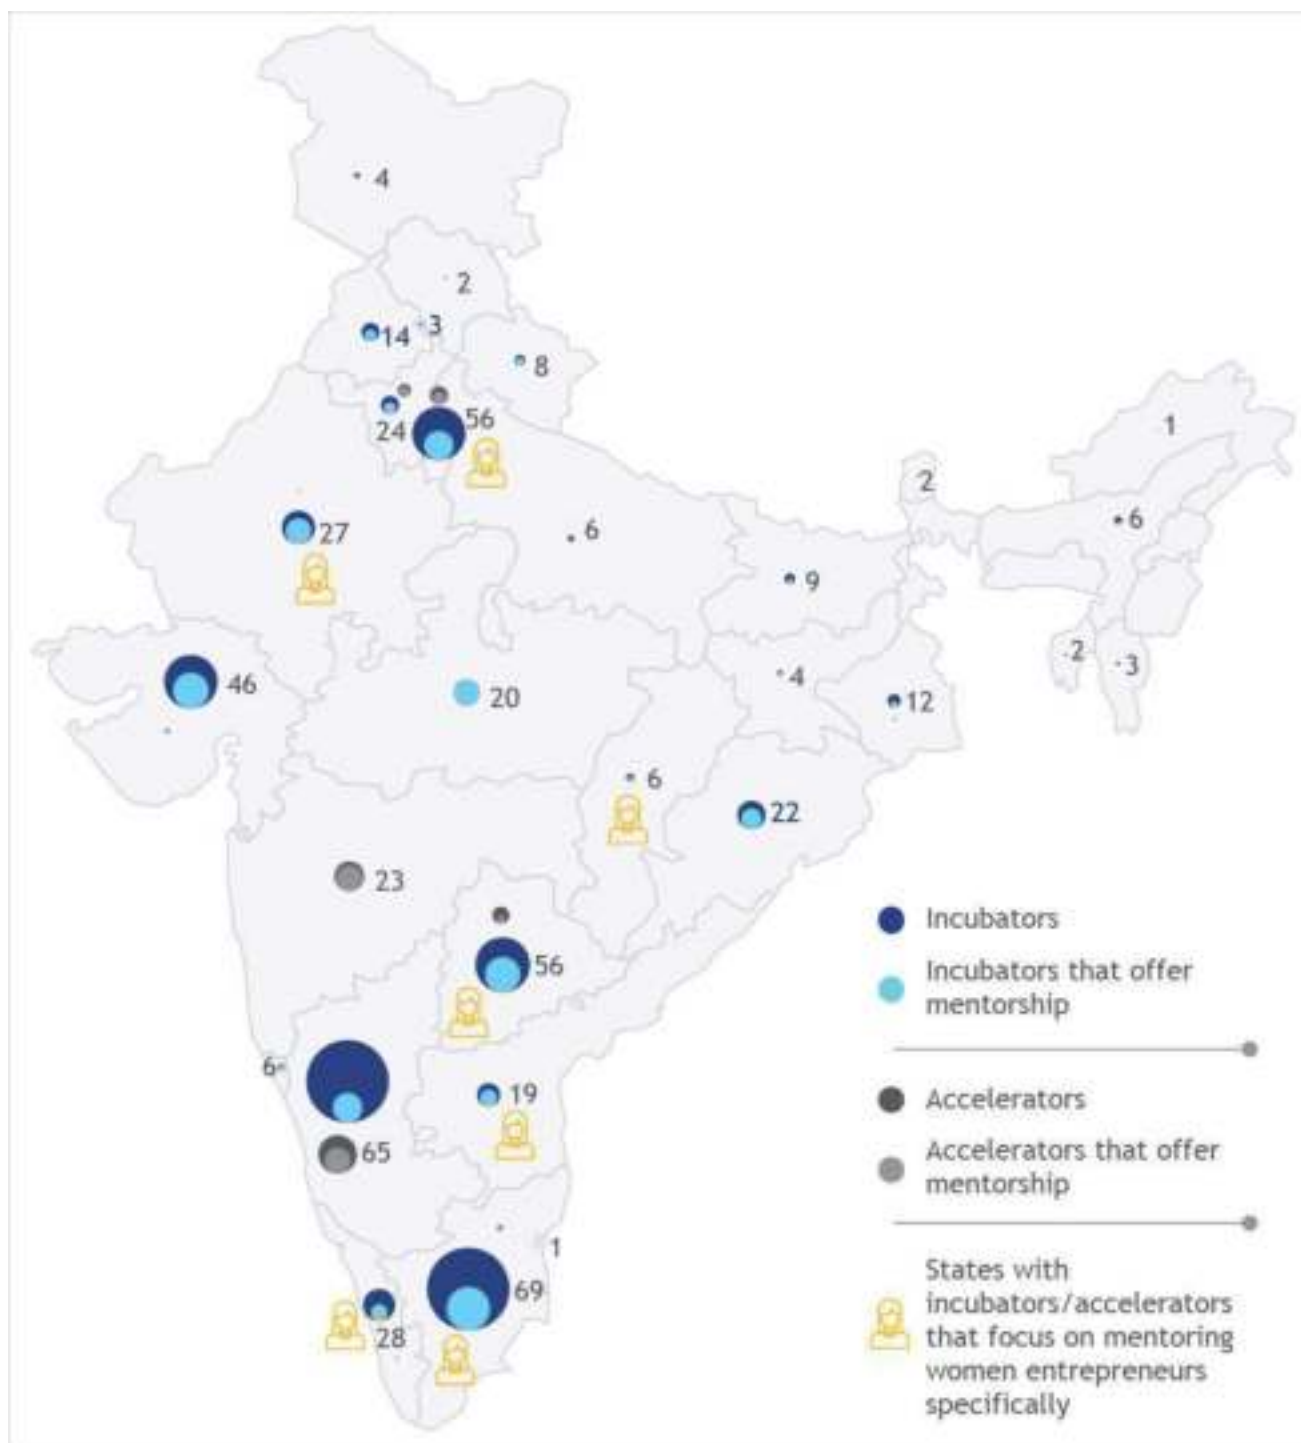 4
2
3
14
8
56
24
1
2
6
27
6
9
2
3
46
4
20
12
6
22
23
56
6
19
65
1
69
28
Incubators
Incubators that offer
mentorship
Accelerators
Accelerators that offer
mentorship
States with
incubators/accelerators
that focus on mentoring
women entrepreneurs
specifically